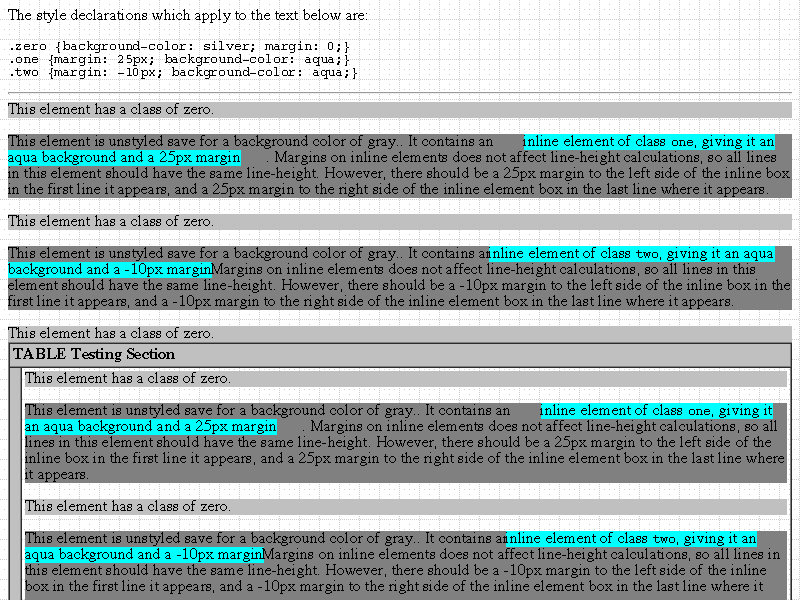 The style declarations which apply to the text below are:
.zero {background-color: silver; margin: 0;}
.one {margin: 25px; background-color: aqua;}
.two {margin: -10px; background-color: aqua;}
This element has a class of zero.
This element is unstyled save for a background color of gray.. It contains an inline element of class one, giving it an
aqua background and a 25px margin. Margins on inline elements does not affect line-height calculations, so all lines
in this element should have the same line-height. However, there should be a 25px margin to the left side of the inline box
in the first line it appears, and a 25px margin to the right side of the inline element box in the last line where it appears.
This element has a class of zero.
This element is unstyled save for a background color of gray.. It contains an inline element of class two, giving it an aqua
background and a -10px margin Margins on inline elements does not affect line-height calculations, so all lines in this
element should have the same line-height. However, there should be a -10px margin to the left side of the inline box in the
first line it appears, and a -10px margin to the right side of the inline element box in the last line where it appears.
This element has a class of zero.
TABLE Testing Section
This element has a class of zero.
This element is unstyled save for a background color of gray.. It contains an inline element of class one, giving it
an aqua background and a 25px margin. Margins on inline elements does not affect line-height calculations, so all
lines in this element should have the same line-height. However, there should be a 25px margin to the left side of the
inline box in the first line it appears, and a 25px margin to the right side of the inline element box in the last line where
it appears.
This element has a class of zero.
This element is unstyled save for a background color of gray.. It contains an inline element of class two, giving it an
aqua background and a -10px margin Margins on inline elements does not affect line-height calculations, so all lines in
this element should have the same line-height. However, there should be a -10px margin to the left side of the inline
box in the first line it appears, and a -10px margin to the right side of the inline element box in the last line where it